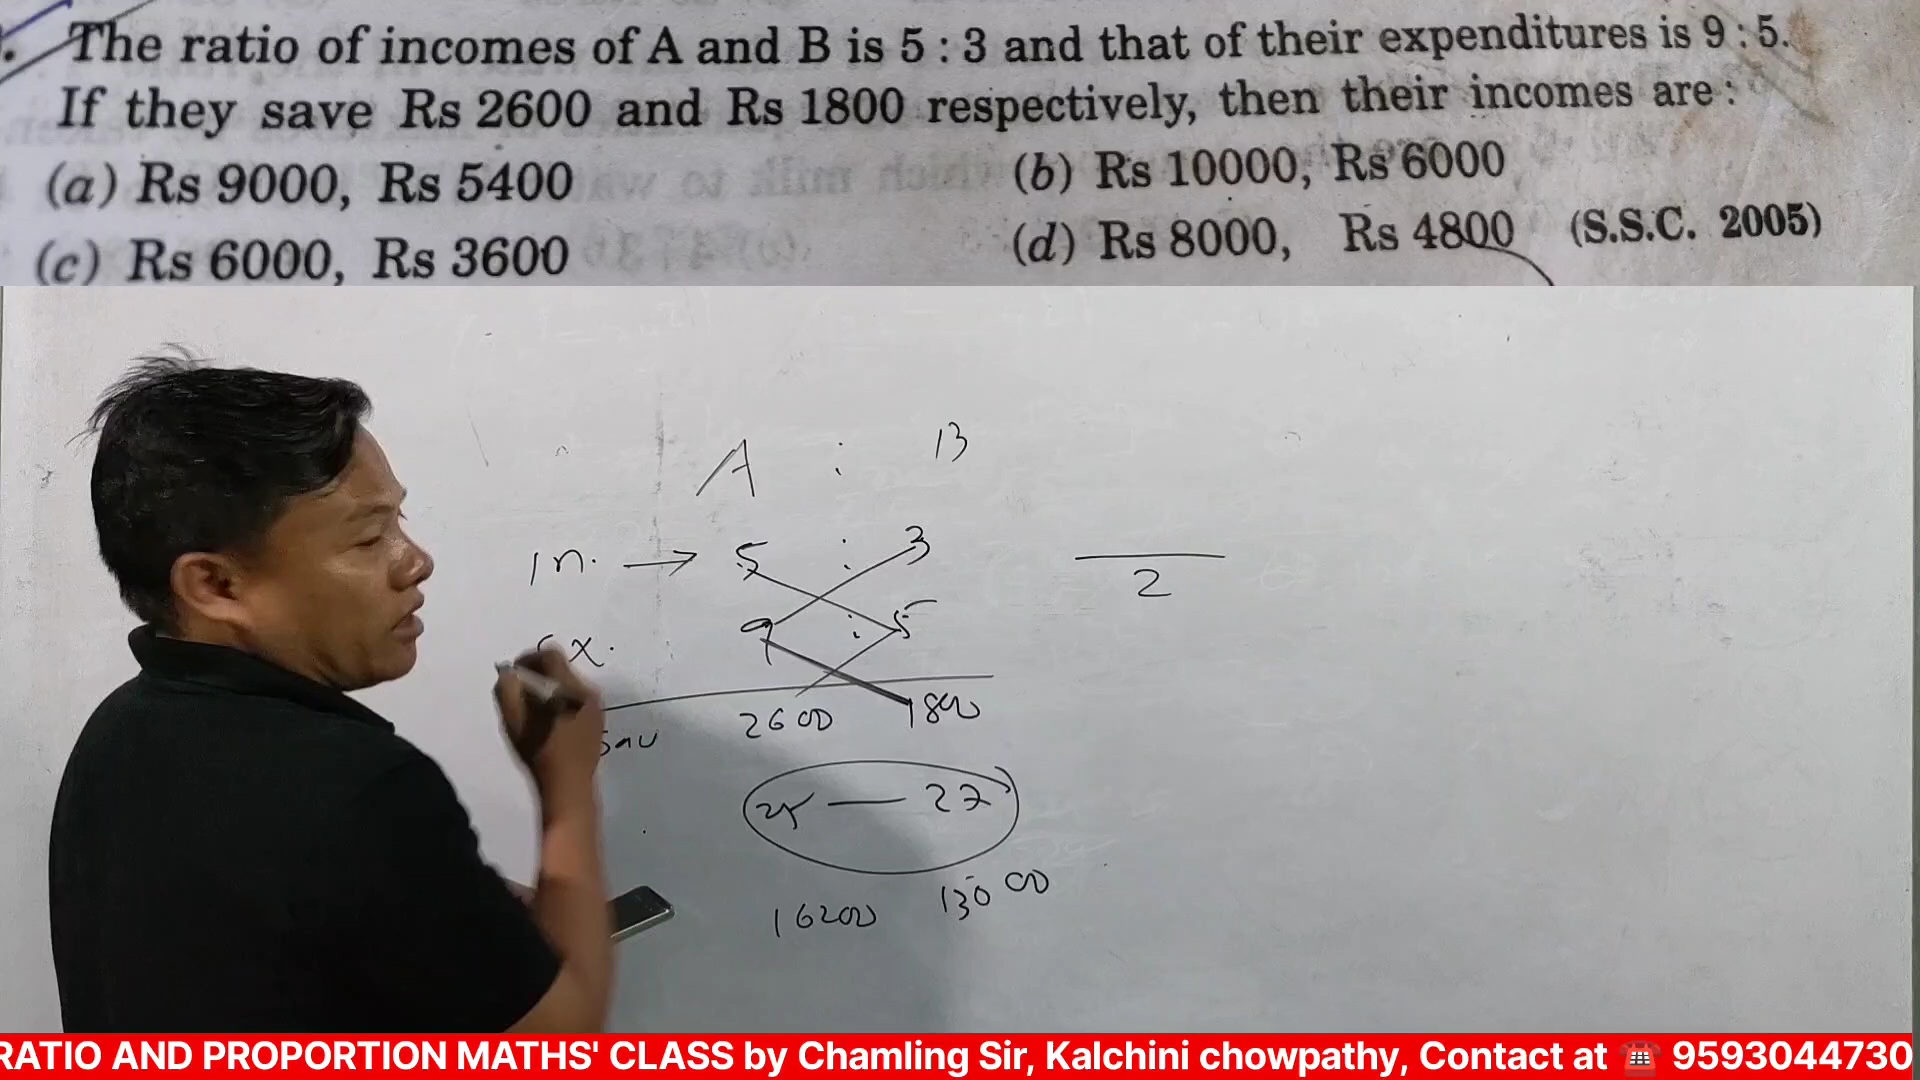 The ratio of incomes of A and B is 5 : 3 and that of their expenditures is 9 : 5.
If they save Rs 2600 and Rs 1800 respectively, then their incomes are :
(a) Rs 9000, Rs 5400 (b) Rs 10000, Rs 6000
(c) Rs 6000, Rs 3600 (d) Rs 8000, Rs 4800 (S.S.C. 2005)
A : B
In. → 5 : 3
2
Ex. 9 : 5
2600 1800
Sav
25 — 27
16200 13000
RATIO AND PROPORTION MATHS' CLASS by Chamling Sir, Kalchini chowpathy, Contact at ☎ 9593044730